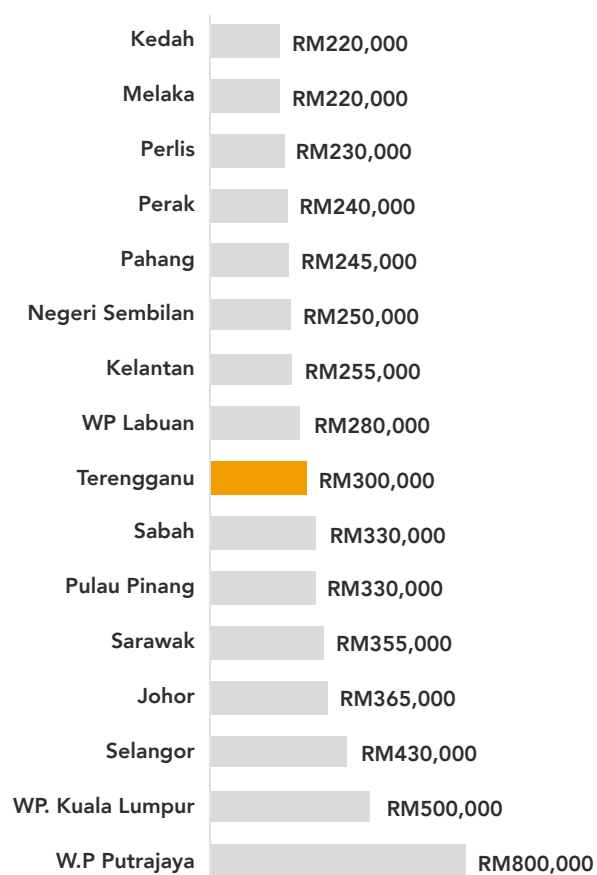 Kedah RM220,000
Melaka RM220,000
Perlis RM230,000
Perak RM240,000
Pahang RM245,000
Negeri Sembilan RM250,000
Kelantan RM255,000
WP Labuan RM280,000
Terengganu RM300,000
Sabah RM330,000
Pulau Pinang RM330,000
Sarawak RM355,000
Johor RM365,000
Selangor RM430,000
WP. Kuala Lumpur RM500,000
W.P Putrajaya RM800,000